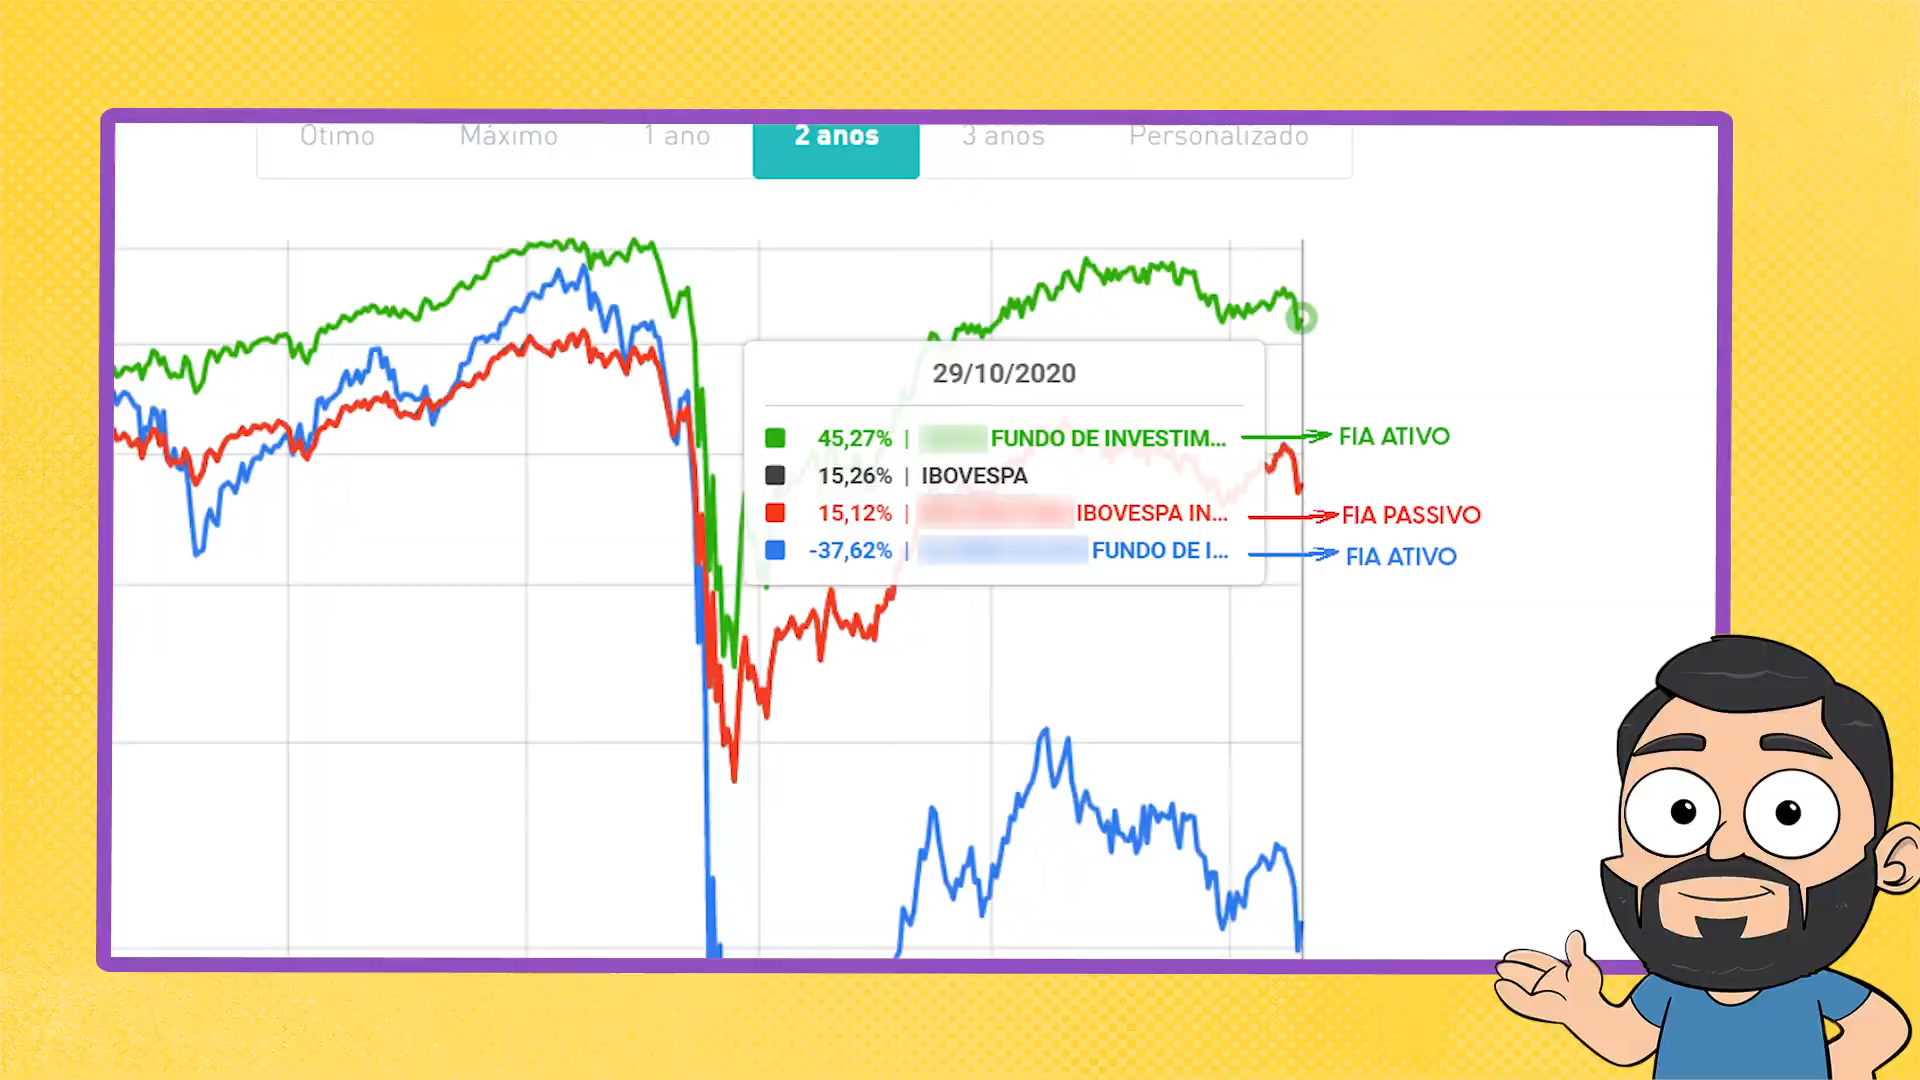 Otimo Máximo 1 ano 2 anos 3 anos Personalizado
29/10/2020
45,27% | FUNDO DE INVESTIM... FIA ATIVO
15,26% | IBOVESPA
15,12% | IBOVESPA IN... FIA PASSIVO
-37,62% | FUNDO DE I... FIA ATIVO